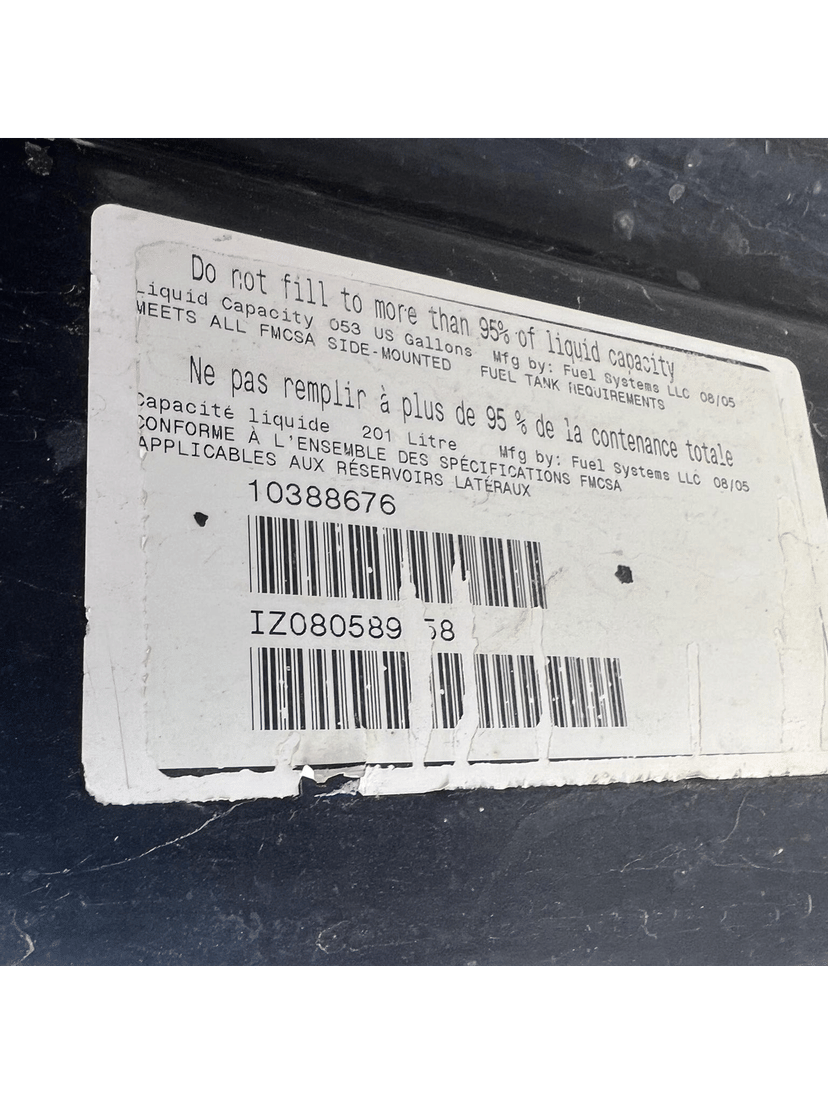 Do not fill to more than 95% of liquid capacity
Liquid Capacity 053 US Gallons Mfg by: Fuel Systems LLC 08/05
MEETS ALL FMCSA SIDE-MOUNTED FUEL TANK REQUIREMENTS
Ne pas remplir à plus de 95 % de la contenance totale
Capacité liquide 201 Litre Mfg by: Fuel Systems LLC 08/05
CONFORME À L'ENSEMBLE DES SPÉCIFICATIONS FMCSA
APPLICABLES AUX RÉSERVOIRS LATÉRAUX
10388676